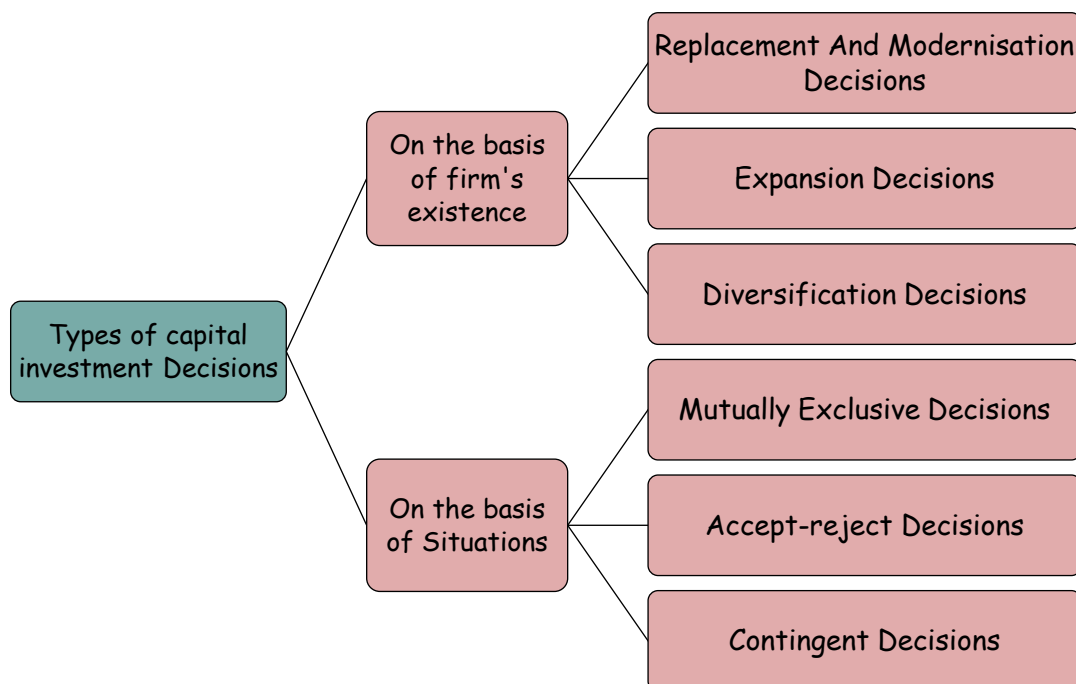 Types of capital
investment Decisions
On the basis
of firm's
existence
Replacement And Modernisation
Decisions
Expansion Decisions
Diversification Decisions
On the basis
of Situations
Mutually Exclusive Decisions
Accept-reject Decisions
Contingent Decisions